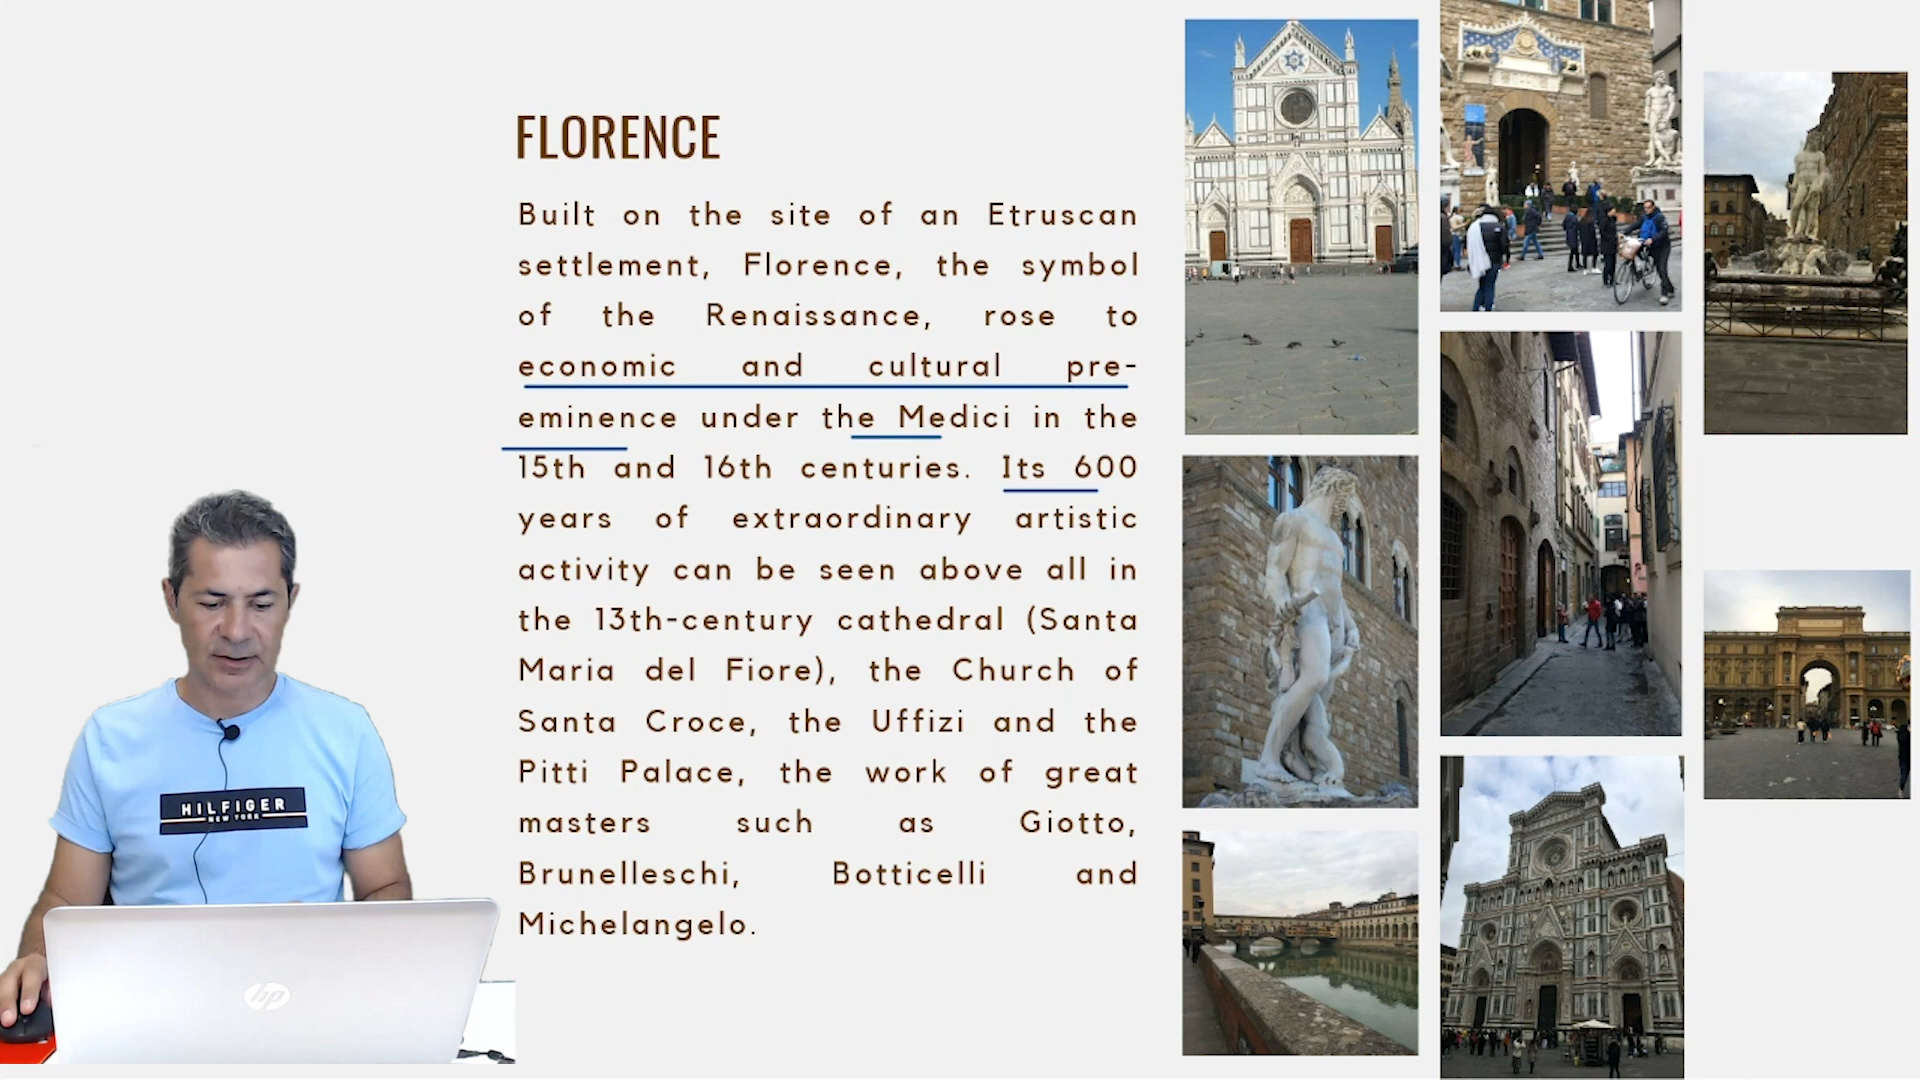 FLORENCE
Built on the site of an Etruscan
settlement, Florence, the symbol
of the Renaissance, rose to
economic and cultural pre-
eminence under the Medici in the
15th and 16th centuries. Its 600
years of extraordinary artistic
activity can be seen above all in
the 13th-century cathedral (Santa
Maria del Fiore), the Church of
Santa Croce, the Uffizi and the
Pitti Palace, the work of great
masters such as Giotto,
Brunelleschi, Botticelli and
Michelangelo.
HILFIGER
NEW YORK
hp